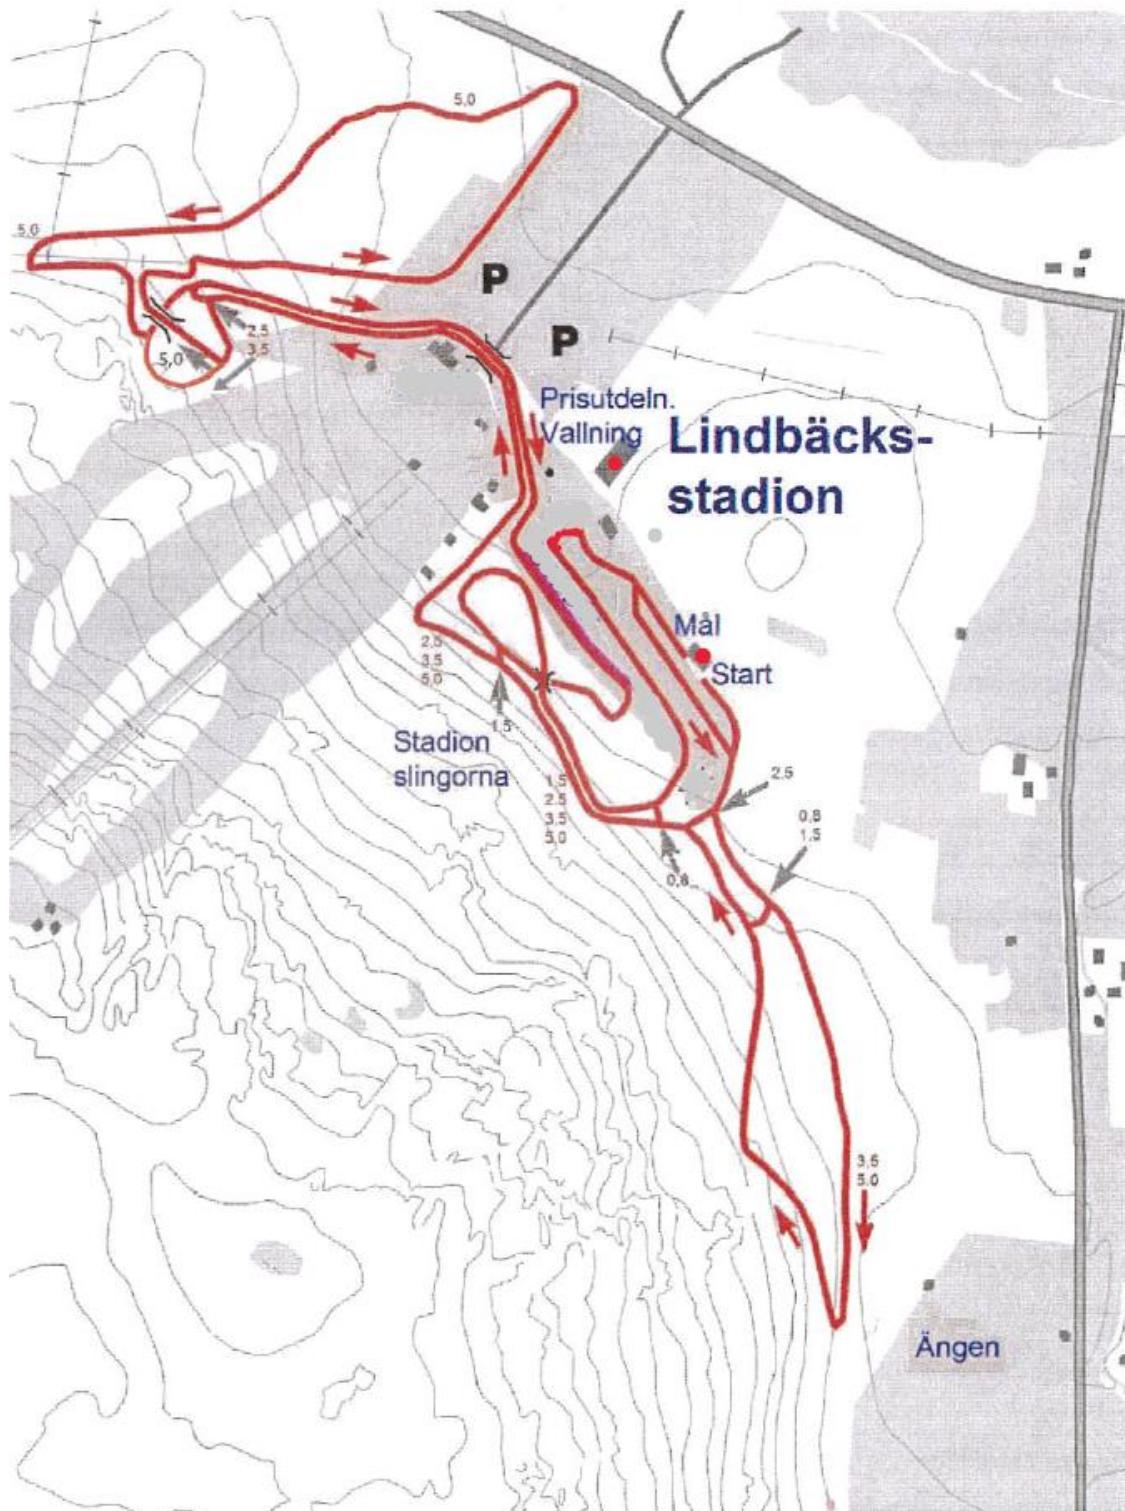 5,0
5,0
P
2,5
3,5
5,0
P
Prisutdeln.
Vallning
Lindbäcks-
stadion
Mål
Start
2,5
3,5
5,0
1,5
Stadion
slingorna
2,5
1,5
2,5
3,5
5,0
0,8
1,5
0,8
3,5
5,0
Ängen